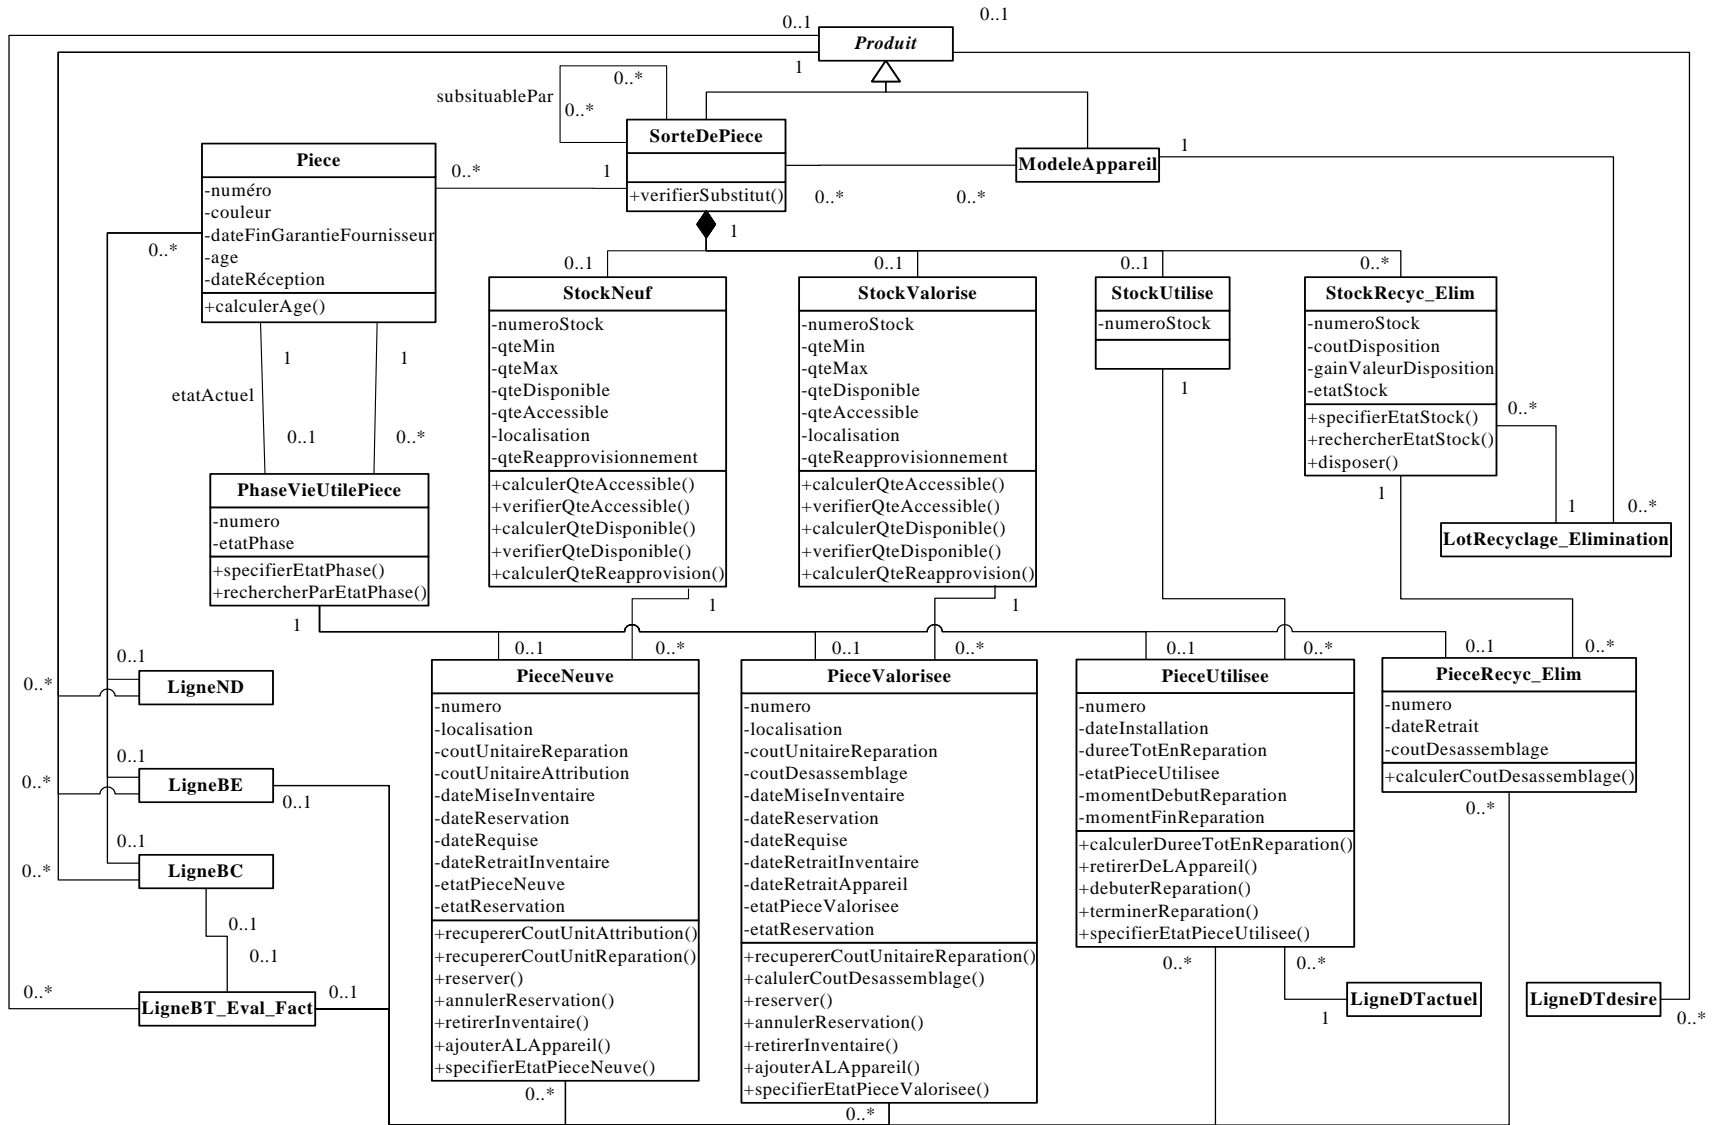 0..1
0..1
Produit
1
0..*
subsituablePar
0..*
SorteDePiece
+verifierSubstitut()
1
ModeleAppareil
Piece
-numéro
-couleur
-dateFinGarantieFournisseur
-age
-dateRéception
+calculerAge()
0..*
1
0..*
0..*
0..*
1
0..1
0..1
0..1
0..*
StockNeuf
-numeroStock
-qteMin
-qteMax
-qteDisponible
-qteAccessible
-localisation
-qteReapprovisionnement
+calculerQteAccessible()
+verifierQteAccessible()
+calculerQteDisponible()
+verifierQteDisponible()
+calculerQteReapprovision()
StockValorise
-numeroStock
-qteMin
-qteMax
-qteDisponible
-qteAccessible
-localisation
-qteReapprovisionnement
+calculerQteAccessible()
+verifierQteAccessible()
+calculerQteDisponible()
+verifierQteDisponible()
+calculerQteReapprovision()
StockUtilise
-numeroStock
StockRecyc_Elim
-numeroStock
-coutDisposition
-gainValeurDisposition
-etatStock
+specifierEtatStock()
+rechercherEtatStock()
+disposer()
1
1
etatActuel
0..1
0..*
1
0..*
1
1
0..*
LotRecyclage_Elimination
PhaseVieUtilePiece
-numero
-etatPhase
+specifierEtatPhase()
+rechercherParEtatPhase()
1
1
1
0..1
0..*
0..1
0..*
0..1
0..*
0..1
0..*
0..1
0..*
LigneND
0..1
0..*
LigneBE
0..1
0..1
0..*
LigneBC
0..1
0..1
0..*
LigneBT_Eval_Fact
0..1
PieceNeuve
-numero
-localisation
-coutUnitaireReparation
-coutUnitaireAttribution
-dateMiseInventaire
-dateReservation
-dateRequise
-dateRetraitInventaire
-etatPieceNeuve
-etatReservation
+recupererCoutUnitAttribution()
+recupererCoutUnitReparation()
+reserver()
+annulerReservation()
+retirerInventaire()
+ajouterALAppareil()
+specifierEtatPieceNeuve()
0..*
PieceValorisee
-numero
-localisation
-coutUnitaireReparation
-coutDesassemblage
-dateMiseInventaire
-dateReservation
-dateRequise
-dateRetraitInventaire
-dateRetraitAppareil
-etatPieceValorisee
-etatReservation
+recupererCoutUnitaireReparation()
+calulerCoutDesassemblage()
+reserver()
+annulerReservation()
+retirerInventaire()
+ajouterALAppareil()
+specifierEtatPieceValorisee()
0..*
PieceUtilisee
-numero
-dateInstallation
-dureeTotEnReparation
-etatPieceUtilisee
-momentDebutReparation
-momentFinReparation
+calculerDureeTotEnReparation()
+retirerDeLAppareil()
+debuterReparation()
+terminerReparation()
+specifierEtatPieceUtilisee()
0..*
0..*
PieceRecyc_Elim
-numero
-dateRetrait
-coutDesassemblage
+calculerCoutDesassemblage()
0..*
LigneDTactuel
1
LigneDTdesire
0..*